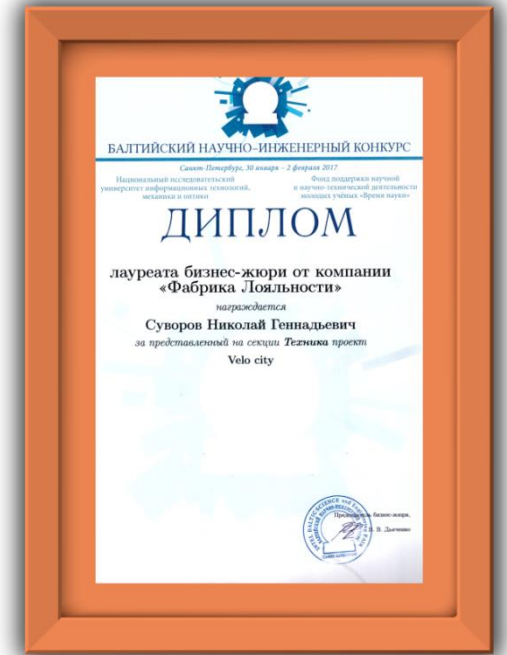 БАЛТИЙСКИЙ НАУЧНО-ИНЖЕНЕРНЫЙ КОНКУРС
Санкт-Петербург, 30 января – 2 февраля 2017
Национальный исследовательский
университет информационных технологий,
механики и оптики
Фонд поддержки научной
и научно-технической деятельности
молодых учёных «Время науки»
ДИПЛОМ
лауреата бизнес-жюри от компании
«Фабрика Лояльности»
награждается
Суворов Николай Геннадьевич
за представленный на секции Техника проект
Velo city
Председатель бизнес-жюри,
В. В. Дьяченко